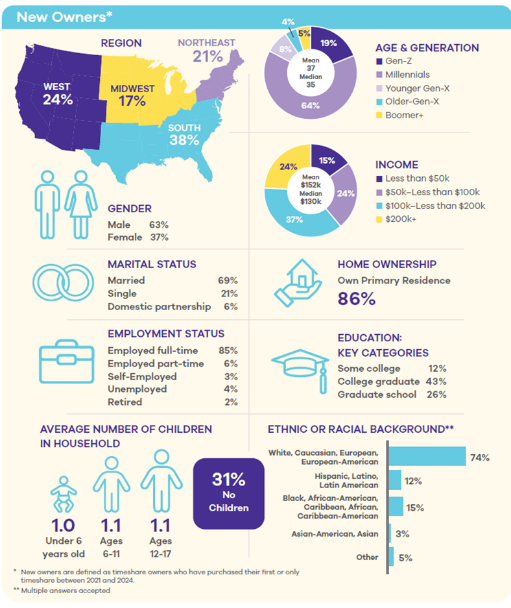 New Owners*
REGION
NORTHEAST
21%
WEST
24%
MIDWEST
17%
SOUTH
38%
4%
5%
19%
8%
64%
Mean
37
Median
35
AGE & GENERATION
Gen-Z
Millennials
Younger Gen-X
Older-Gen-X
Boomer+
24%
15%
24%
37%
Mean
$152k
Median
$130k
INCOME
Less than $50k
$50k–Less than $100k
$100k–Less than $200k
$200k+
GENDER
Male 63%
Female 37%
MARITAL STATUS
Married 69%
Single 21%
Domestic partnership 6%
HOME OWNERSHIP
Own Primary Residence
86%
EMPLOYMENT STATUS
Employed full-time 85%
Employed part-time 6%
Self-Employed 3%
Unemployed 4%
Retired 2%
EDUCATION:
KEY CATEGORIES
Some college 12%
College graduate 43%
Graduate school 26%
AVERAGE NUMBER OF CHILDREN
IN HOUSEHOLD
1.0
Under 6
years old
1.1
Ages
6-11
1.1
Ages
12-17
31%
No
Children
ETHNIC OR RACIAL BACKGROUND**
White, Caucasian, European,
European-American
74%
Hispanic, Latino,
Latin American
12%
Black, African-American,
Caribbean, African,
Caribbean-American
15%
Asian-American, Asian
3%
Other
5%
* New owners are defined as timeshare owners who have purchased their first or only
timeshare between 2021 and 2024.
** Multiple answers accepted